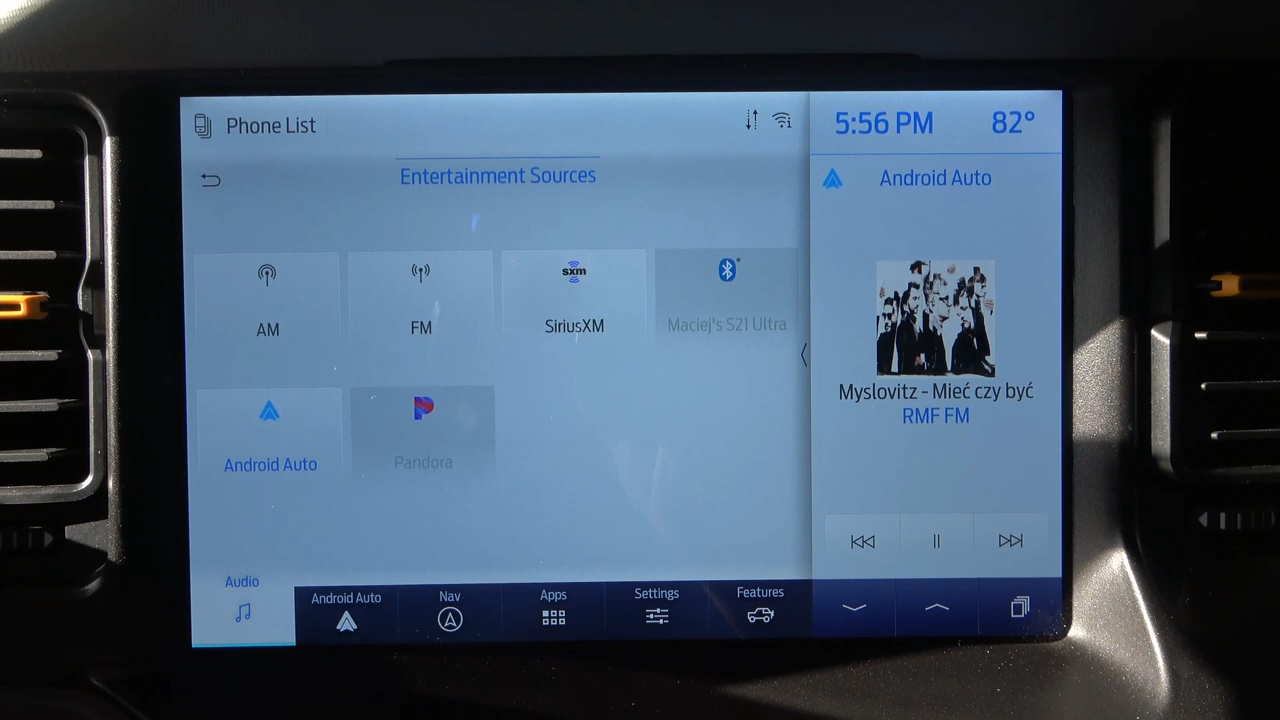 Phone List
5:56 PM 82°
Entertainment Sources
Android Auto
AM
FM
sxm
SiriusXM
Maciej's S21 Ultra
Android Auto
Pandora
Myslovitz - Mieć czy być
RMF FM
Audio
Android Auto
Nav
Apps
Settings
Features